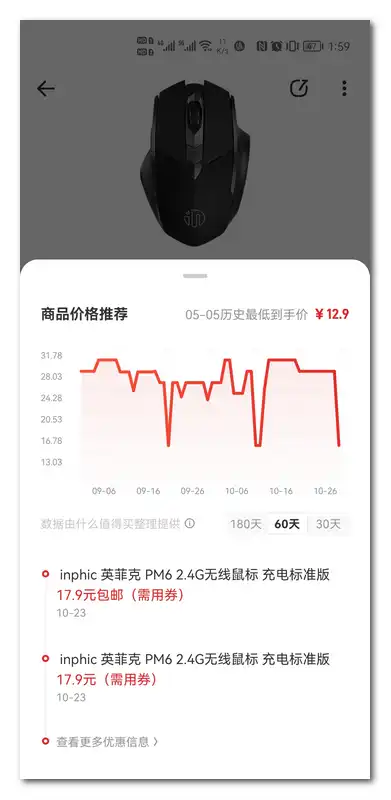 1:59
商品价格推荐
05-05历史最低到手价 ¥12.9
31.78
28.03
24.28
20.53
16.78
13.03
09-06 09-16 09-26 10-06 10-16 10-26
数据由什么值得买整理提供
180天 60天 30天
inphic 英菲克 PM6 2.4G无线鼠标 充电标准版
17.9元包邮（需用券）
10-23
inphic 英菲克 PM6 2.4G无线鼠标 充电标准版
17.9元（需用券）
10-23
查看更多优惠信息 >